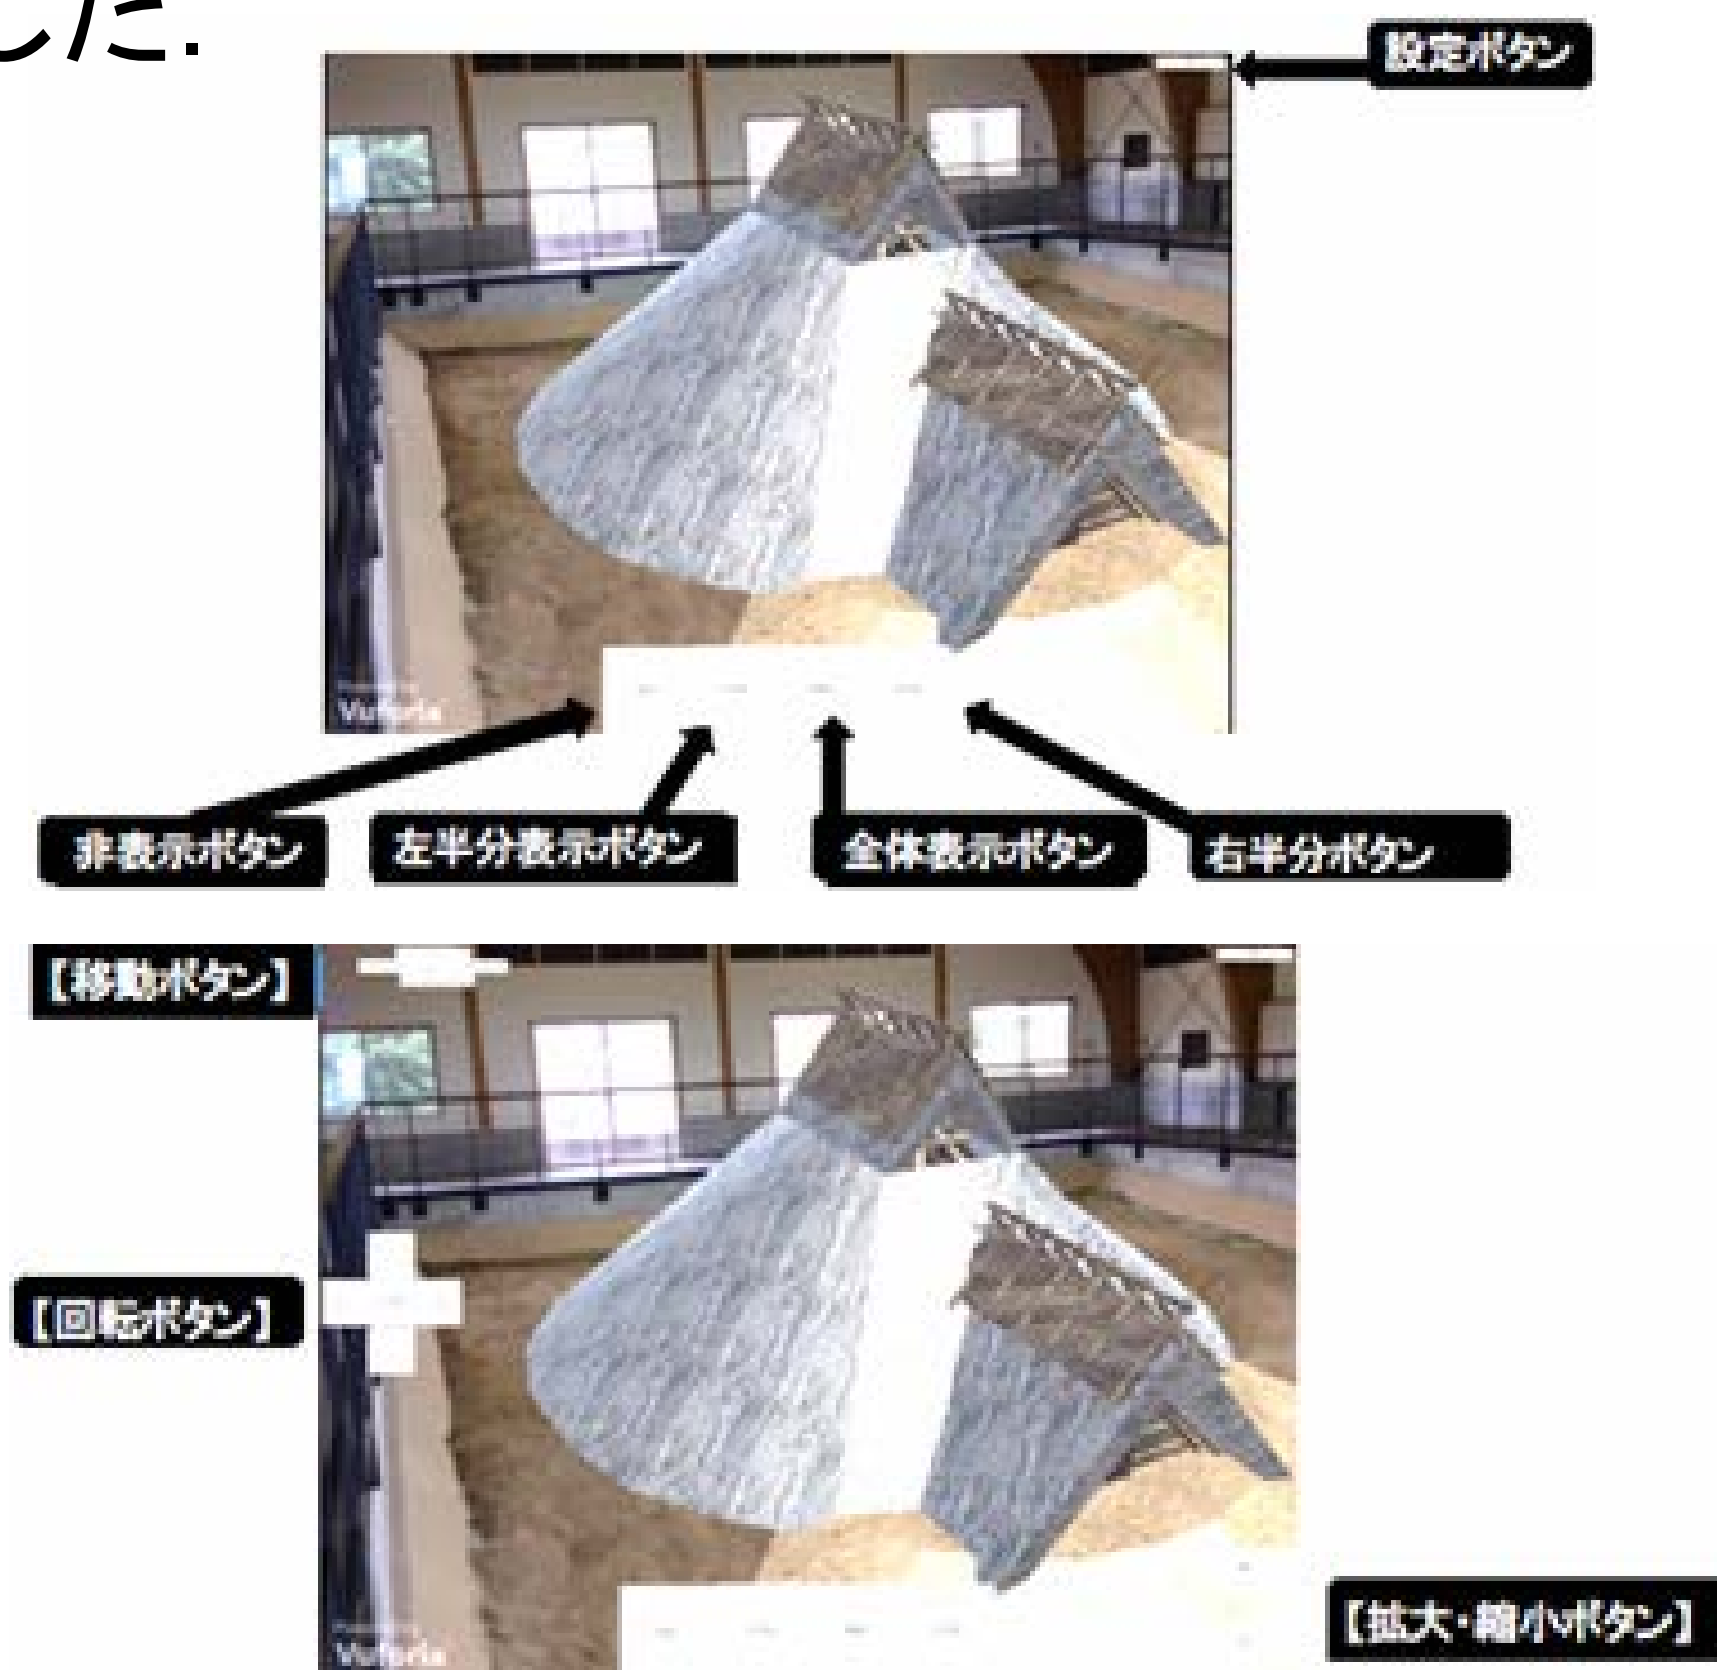 した.
設定ボタン
Vuforia
非表示ボタン
左半分表示ボタン
全体表示ボタン
右半分ボタン
【移動ボタン】
【回転ボタン】
【拡大・縮小ボタン】
Vuforia